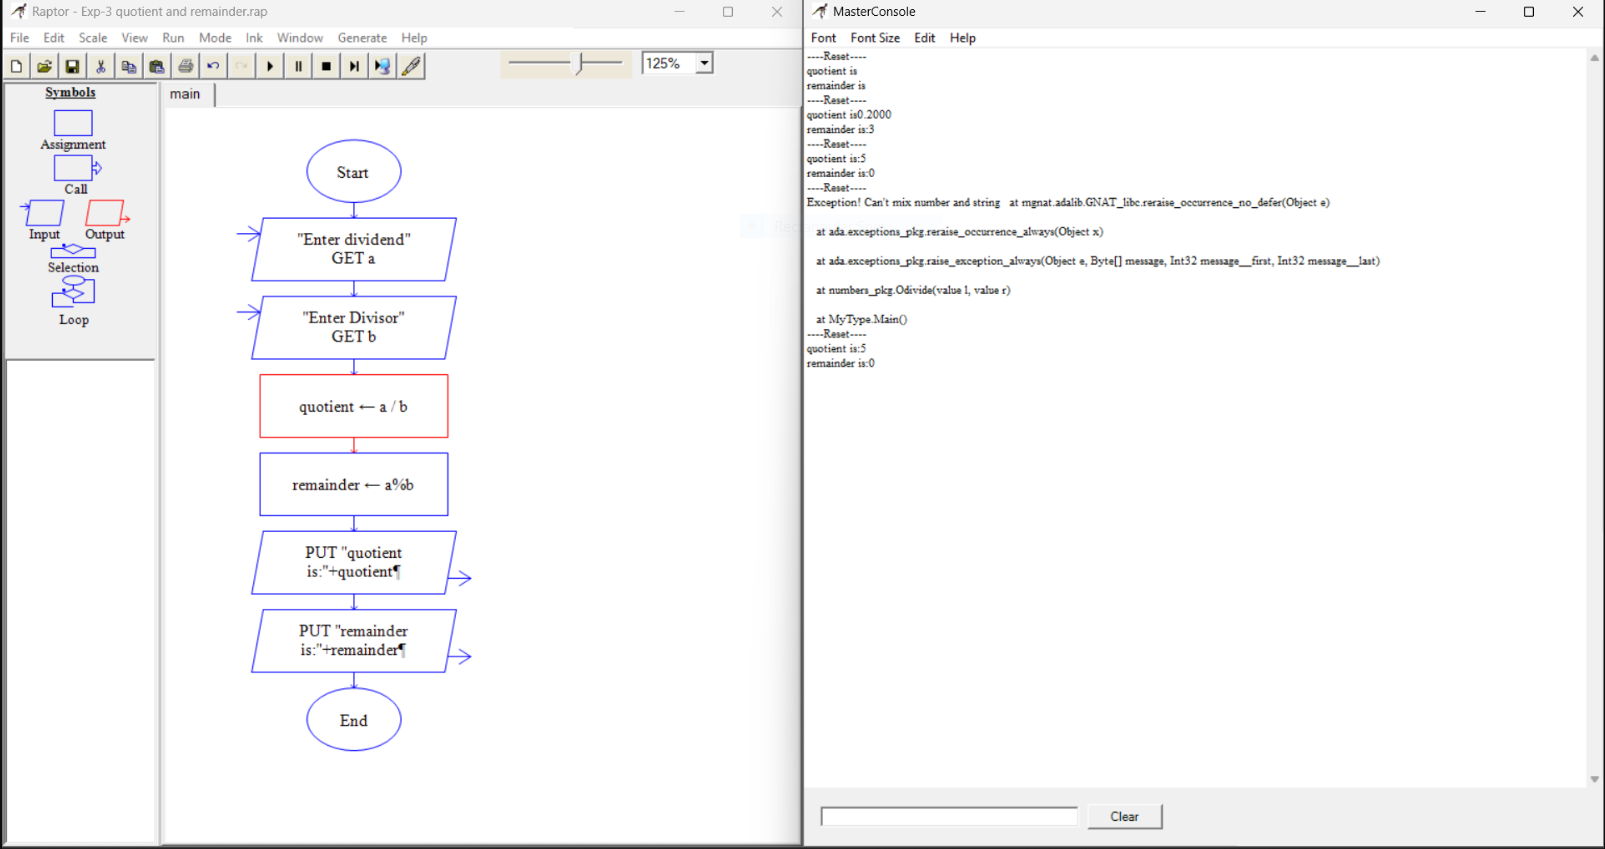 Raptor - Exp-3 quotient and remainder.rap
File Edit Scale View Run Mode Ink Window Generate Help
125%
Symbols
Assignment
Call
Input Output
Selection
Loop
main
Start
"Enter dividend"
GET a
"Enter Divisor"
GET b
quotient ← a / b
remainder ← a%b
PUT "quotient
is:"+quotient¶
PUT "remainder
is:"+remainder¶
End
MasterConsole
Font Font Size Edit Help
----Reset----
quotient is
remainder is
----Reset----
quotient is0.2000
remainder is:3
----Reset----
quotient is:5
remainder is:0
----Reset----
Exception! Can't mix number and string   at mgnat.adalib.GNAT_libc.reraise_occurrence_no_defer(Object e)
at ada.exceptions_pkg.reraise_occurrence_always(Object x)
at ada.exceptions_pkg.raise_exception_always(Object e, Byte[] message, Int32 message__first, Int32 message__last)
at numbers_pkg.Odivide(value l, value r)
at MyType.Main()
----Reset----
quotient is:5
remainder is:0
Clear